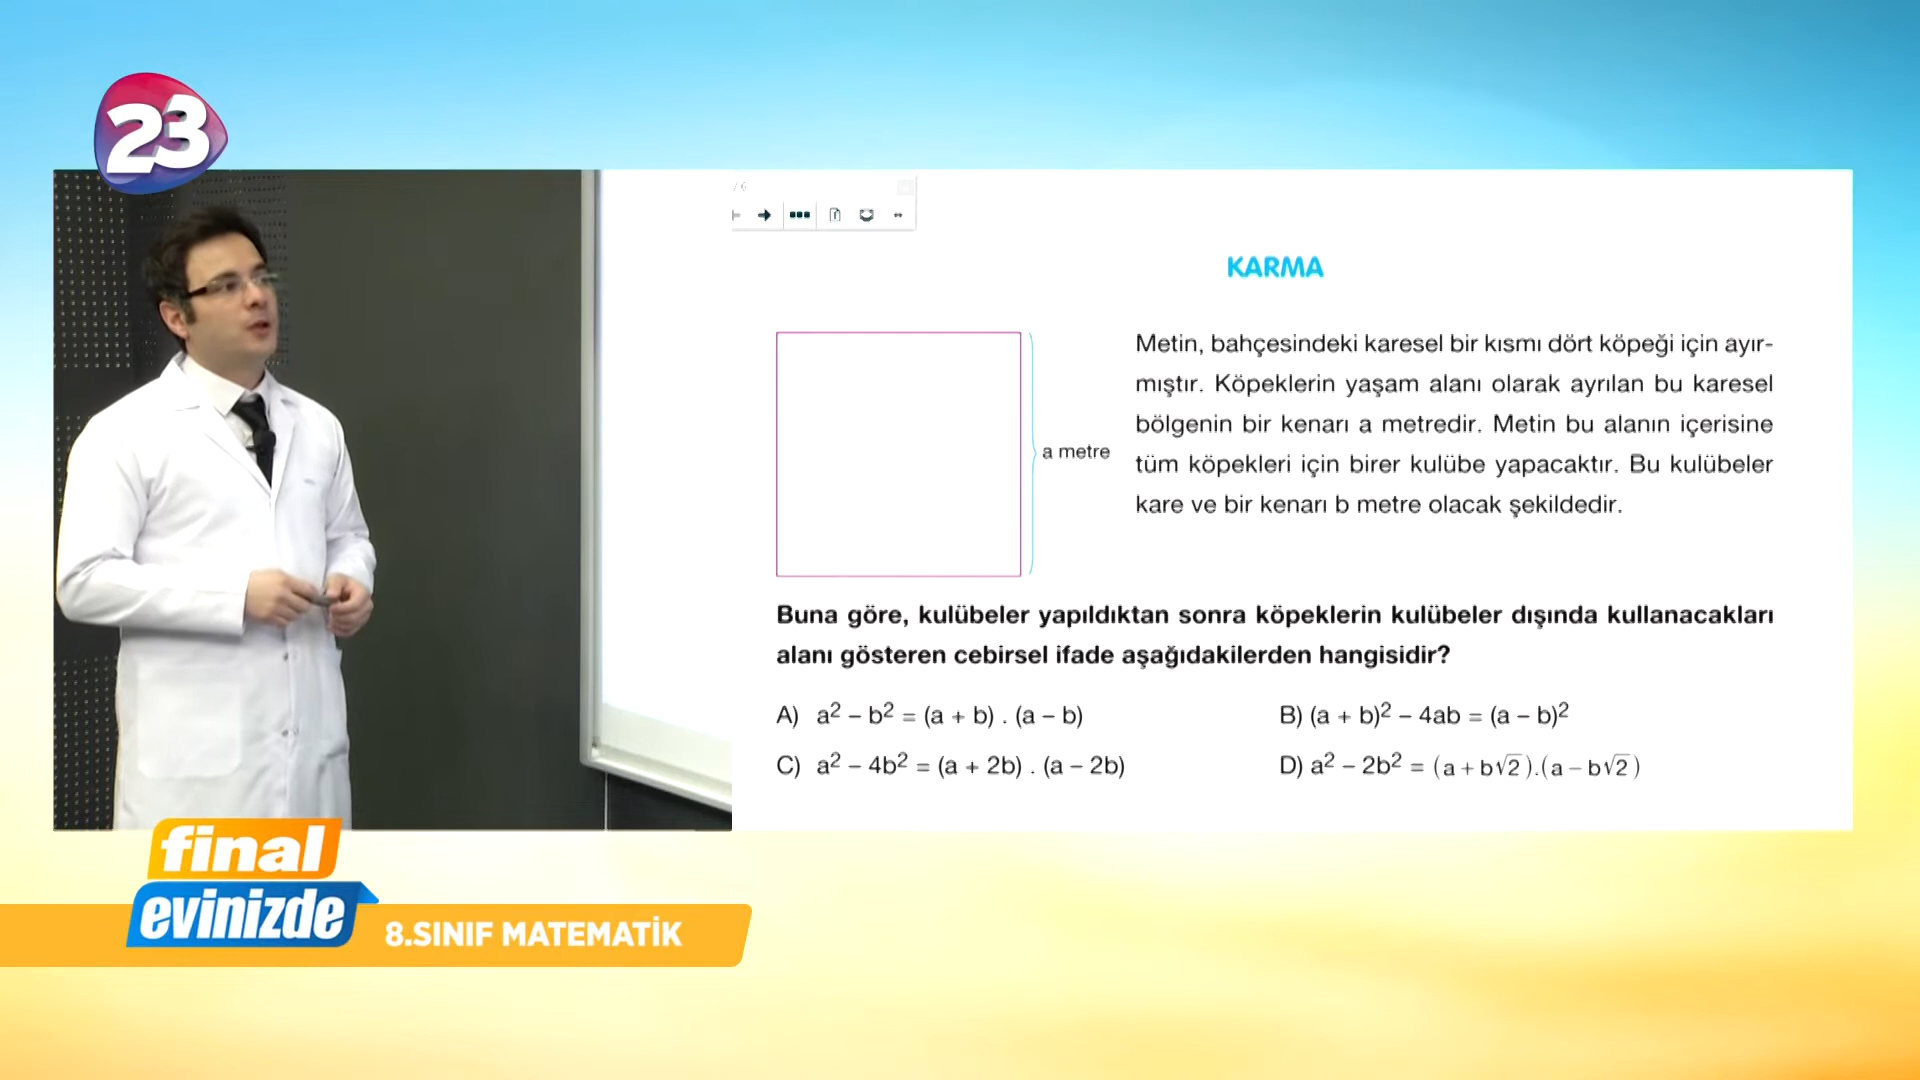 23
/ 6
KARMA
Metin, bahçesindeki karesel bir kısmı dört köpeği için ayır-
mıştır. Köpeklerin yaşam alanı olarak ayrılan bu karesel
bölgenin bir kenarı a metredir. Metin bu alanın içerisine
a metre
tüm köpekleri için birer kulübe yapacaktır. Bu kulübeler
kare ve bir kenarı b metre olacak şekildedir.
Buna göre, kulübeler yapıldıktan sonra köpeklerin kulübeler dışında kullanacakları
alanı gösteren cebirsel ifade aşağıdakilerden hangisidir?
A) a² – b² = (a + b) . (a – b)
B) (a + b)² – 4ab = (a – b)²
C) a² – 4b² = (a + 2b) . (a – 2b)
D) a² – 2b² = (a + b√2).(a – b√2)
final
evinizde
8.SINIF MATEMATİK